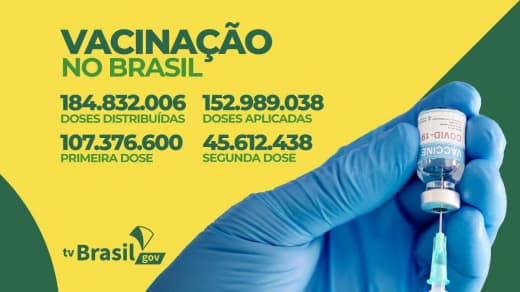 VACINAÇÃO
NO BRASIL
184.832.006
DOSES DISTRIBUÍDAS
152.989.038
DOSES APLICADAS
107.376.600
PRIMEIRA DOSE
45.612.438
SEGUNDA DOSE
tv Brasil gov
COVID-19
VACCINE